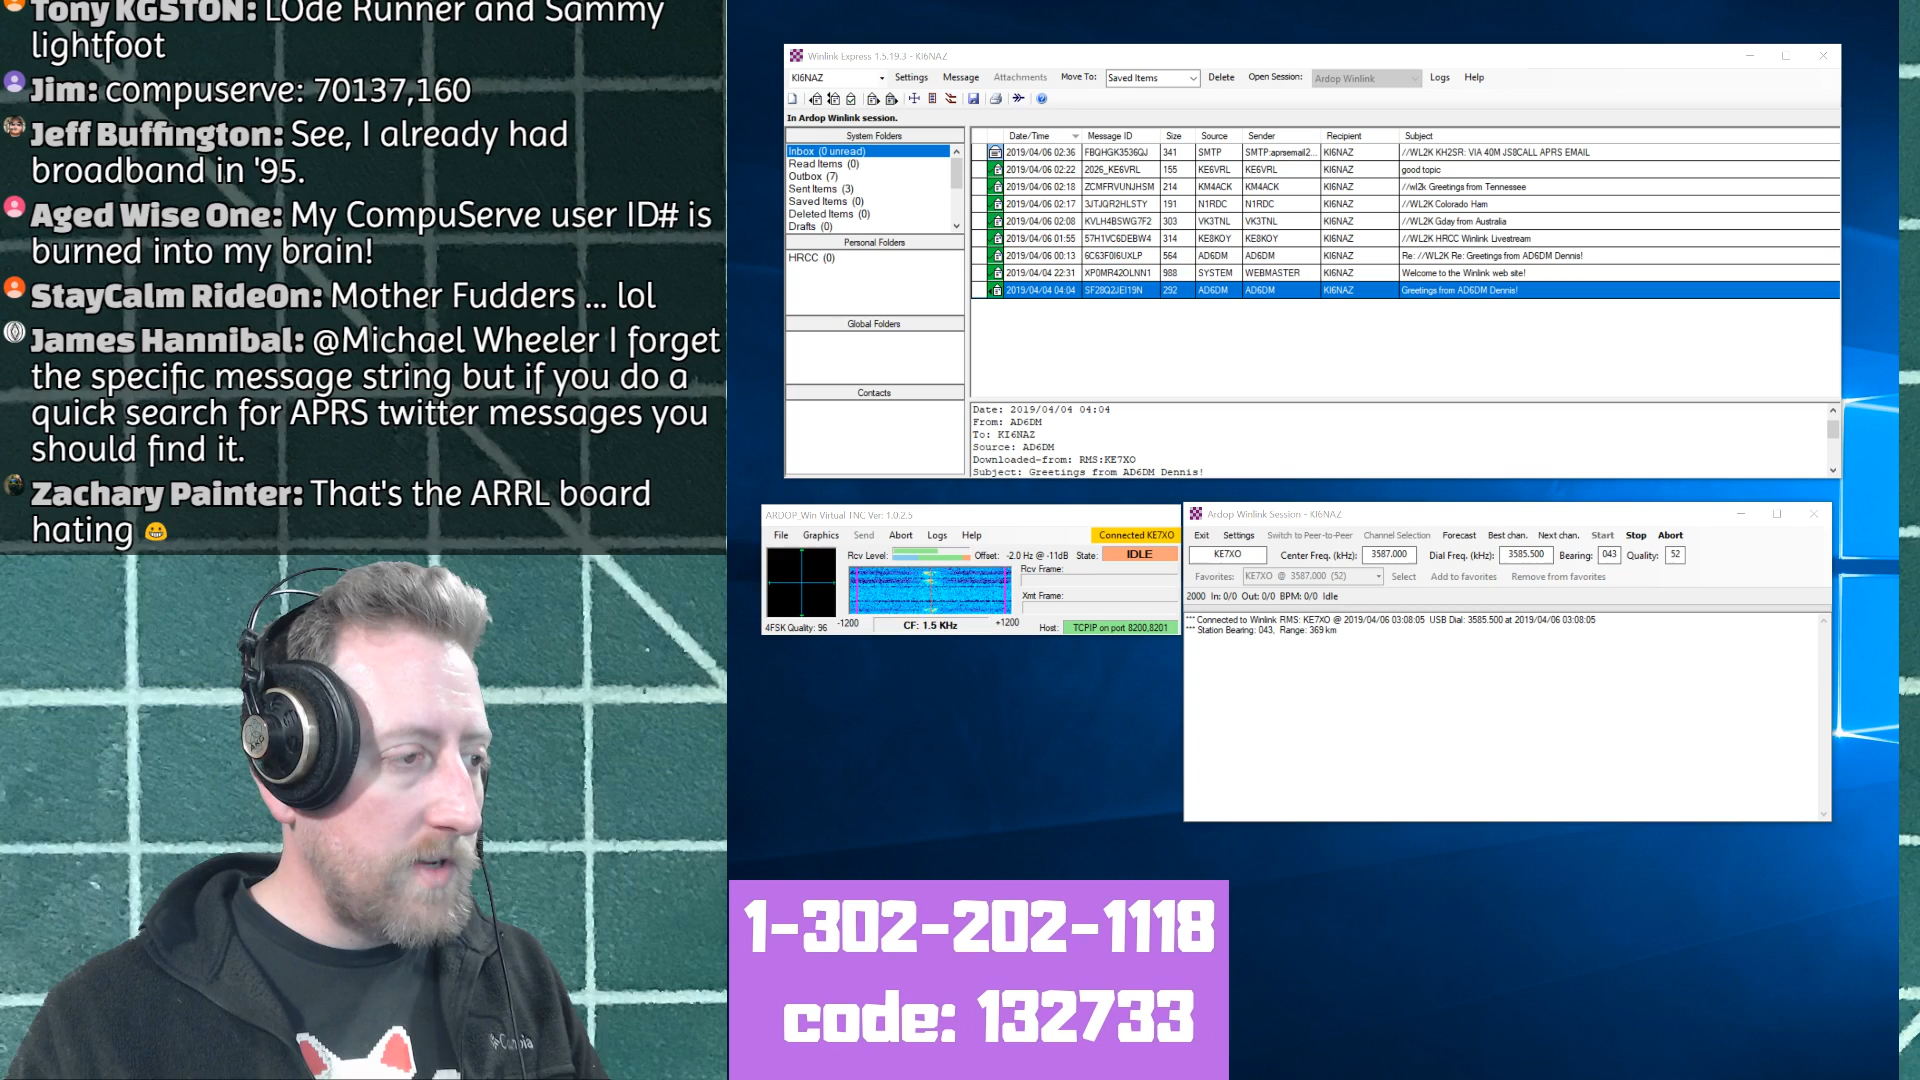 Tony KGSTON: LOde Runner and Sammy
lightfoot
Jim: compuserve: 70137,160
Jeff Buffington: See, I already had
broadband in '95.
Aged Wise One: My CompuServe user ID# is
burned into my brain!
StayCalm RideOn: Mother Fudders ... lol
James Hannibal: @Michael Wheeler I forget
the specific message string but if you do a
quick search for APRS twitter messages you
should find it.
Zachary Painter: That's the ARRL board
hating 😀
Winlink Express 1.5.19.3 - KI6NAZ
KI6NAZ Settings Message Attachments Move To: Saved Items Delete Open Session: Ardop Winlink Logs Help
In Ardop Winlink session.
System Folders
Inbox (0 unread)
Read Items (0)
Outbox (7)
Sent Items (3)
Saved Items (0)
Deleted Items (0)
Drafts (0)
Personal Folders
HRCC (0)
Global Folders
Contacts
Date/Time Message ID Size Source Sender Recipient Subject
2019/04/06 02:36 FBQHGK3536QJ 341 SMTP SMTP:aprsemail2... KI6NAZ //WL2K KH2SR: VIA 40M JS8CALL APRS EMAIL
2019/04/06 02:22 2026_KE6VRL 155 KE6VRL KE6VRL KI6NAZ good topic
2019/04/06 02:18 ZCMFRVUNJHSM 214 KM4ACK KM4ACK KI6NAZ //wl2k Greetings from Tennessee
2019/04/06 02:17 3JTJQR2HLSTY 191 N1RDC N1RDC KI6NAZ //WL2K Colorado Ham
2019/04/06 02:08 KVLH4BSWG7F2 303 VK3TNL VK3TNL KI6NAZ //WL2K Gday from Australia
2019/04/06 01:55 57H1VC6DEBW4 314 KE8KOY KE8KOY KI6NAZ //WL2K HRCC Winlink Livestream
2019/04/06 00:13 6C63F0I6UXLP 564 AD6DM AD6DM KI6NAZ Re: //WL2K Re: Greetings from AD6DM Dennis!
2019/04/04 22:31 XP0MR42OLNN1 988 SYSTEM WEBMASTER KI6NAZ Welcome to the Winlink web site!
2019/04/04 04:04 SF28Q2JEI19N 292 AD6DM AD6DM KI6NAZ Greetings from AD6DM Dennis!
Date: 2019/04/04 04:04
From: AD6DM
To: KI6NAZ
Source: AD6DM
Downloaded-from: RMS:KE7XO
Subject: Greetings from AD6DM Dennis!
ARDOP_Win Virtual TNC Ver: 1.0.2.5
File Graphics Send Abort Logs Help Connected KE7XO
Rcv Level: Offset: -2.0 Hz @ -11dB State: IDLE
Rcv Frame:
Xmt Frame:
4FSK Quality: 96 -1200 CF: 1.5 KHz +1200 Host: TCPIP on port 8200,8201
Ardop Winlink Session - KI6NAZ
Exit Settings Switch to Peer-to-Peer Channel Selection Forecast Best chan. Next chan. Start Stop Abort
KE7XO Center Freq. (kHz): 3587.000 Dial Freq. (kHz): 3585.500 Bearing: 043 Quality: 52
Favorites: KE7XO @ 3587.000 (52) Select Add to favorites Remove from favorites
2000 In: 0/0 Out: 0/0 BPM: 0/0 Idle
*** Connected to Winlink RMS: KE7XO @ 2019/04/06 03:08:05 USB Dial: 3585.500 at 2019/04/06 03:08:05
*** Station Bearing: 043, Range: 369 km
1-302-202-1118
code: 132733
AKG